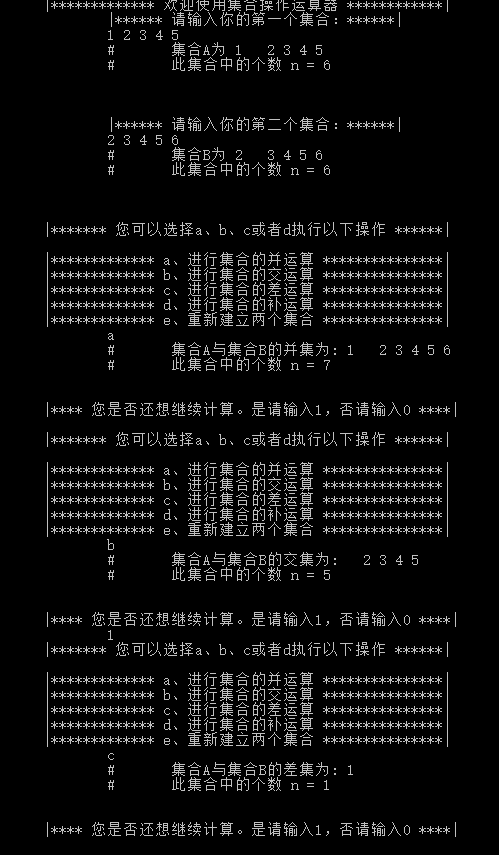 |************* 欢迎使用集合操作运算器 ************|
|****** 请输入你的第一个集合: ******|
1 2 3 4 5
# 集合A为 1   2 3 4 5
# 此集合中的个数 n = 6
|****** 请输入你的第二个集合: ******|
2 3 4 5 6
# 集合B为 2   3 4 5 6
# 此集合中的个数 n = 6
|******* 您可以选择a、b、c或者d执行以下操作 ******|
|************* a、进行集合的并运算 ***************|
|************* b、进行集合的交运算 ***************|
|************* c、进行集合的差运算 ***************|
|************* d、进行集合的补运算 ***************|
|************* e、重新建立两个集合 ***************|
a
# 集合A与集合B的并集为: 1   2 3 4 5 6
# 此集合中的个数 n = 7
|**** 您是否还想继续计算。是请输入1, 否请输入0 ****|
|******* 您可以选择a、b、c或者d执行以下操作 ******|
|************* a、进行集合的并运算 ***************|
|************* b、进行集合的交运算 ***************|
|************* c、进行集合的差运算 ***************|
|************* d、进行集合的补运算 ***************|
|************* e、重新建立两个集合 ***************|
b
# 集合A与集合B的交集为:   2 3 4 5
# 此集合中的个数 n = 5
|**** 您是否还想继续计算。是请输入1, 否请输入0 ****|
1
|******* 您可以选择a、b、c或者d执行以下操作 ******|
|************* a、进行集合的并运算 ***************|
|************* b、进行集合的交运算 ***************|
|************* c、进行集合的差运算 ***************|
|************* d、进行集合的补运算 ***************|
|************* e、重新建立两个集合 ***************|
c
# 集合A与集合B的差集为: 1
# 此集合中的个数 n = 1
|**** 您是否还想继续计算。是请输入1, 否请输入0 ****|